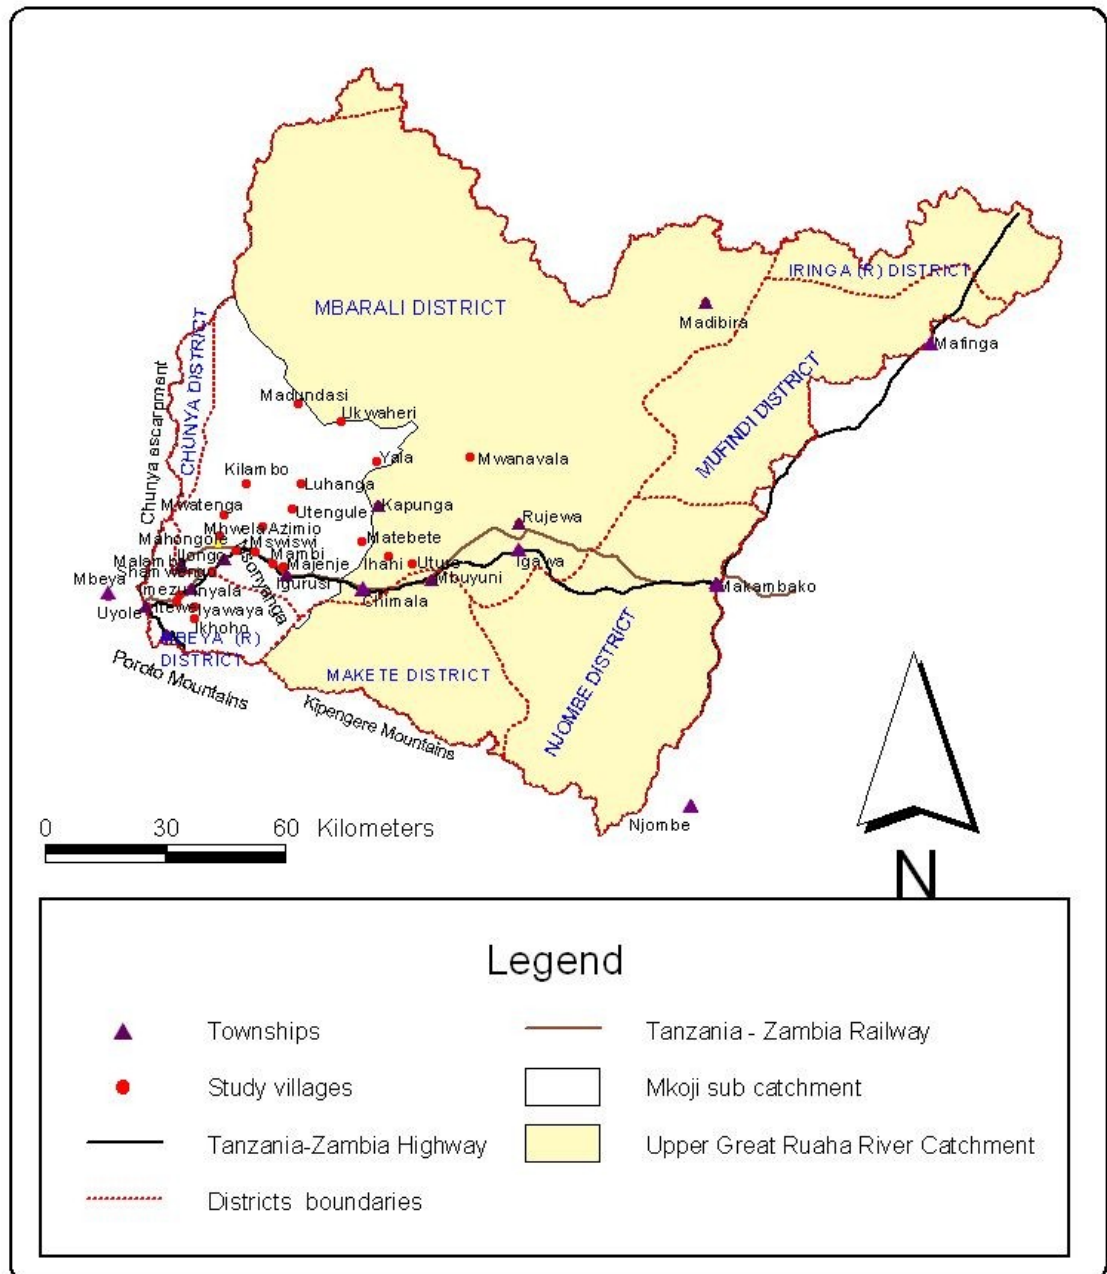 IRINGA (R) DISTRICT
MBARALI DISTRICT
Madibira
Mafinga
CHUNYA DISTRICT
Chunya escarpment
MUFINDI DISTRICT
Madundasi
Ukwaheri
Yala
Mwanavala
Kilambo
Luhanga
Mwatenga
Utengule
Kapunga
Rujewa
Mhwela
Azimio
Mahongole
Mswiswi
Matebete
Ilongo
Mambi
Majenje
Ihahi
Uturo
Igawa
Malamba
Mbeya
Igurusi
Mbuyuni
Makambako
Chimala
Uyole
Inyala
Iyawaya
Ikhoho
MBEYA (R)
DISTRICT
Poroto Mountains
MAKETE DISTRICT
Kipengere Mountains
NJOMBE DISTRICT
Njombe
0 30 60 Kilometers
N
Legend
Townships
Tanzania - Zambia Railway
Study villages
Mkoji sub catchment
Tanzania-Zambia Highway
Upper Great Ruaha River Catchment
Districts boundaries